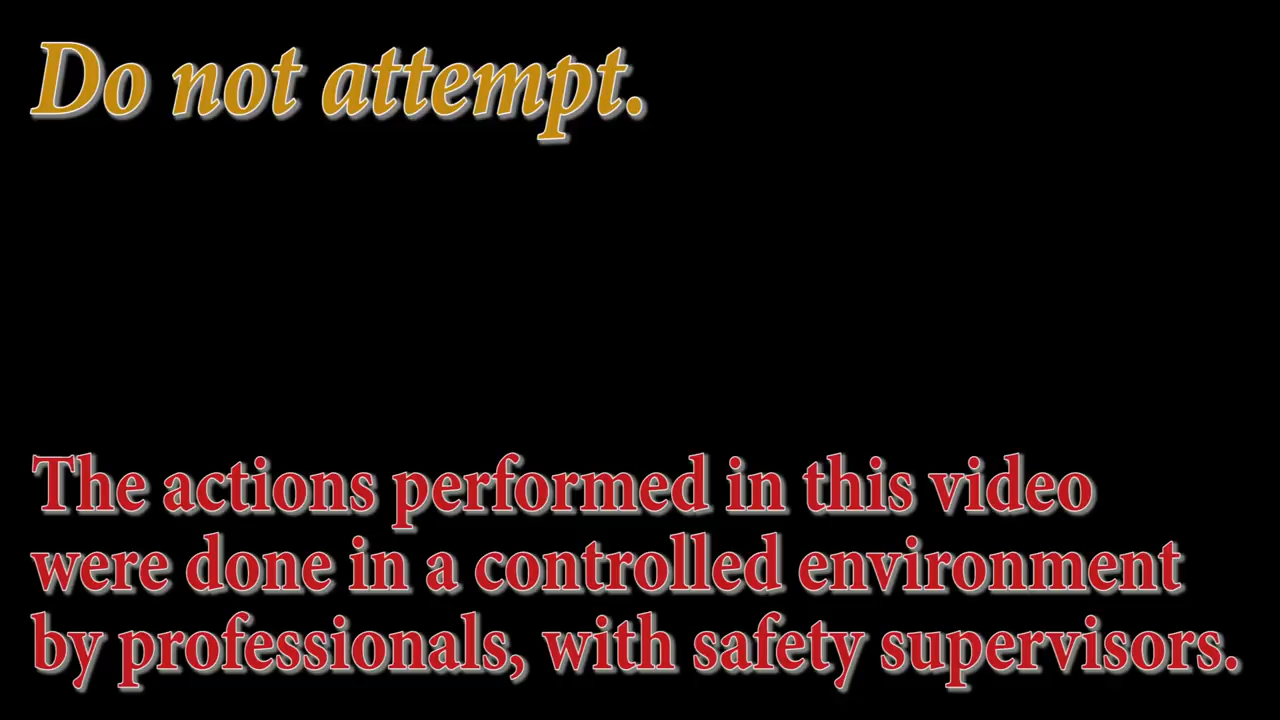 Do not attempt.
The actions performed in this video
were done in a controlled environment
by professionals, with safety supervisors.